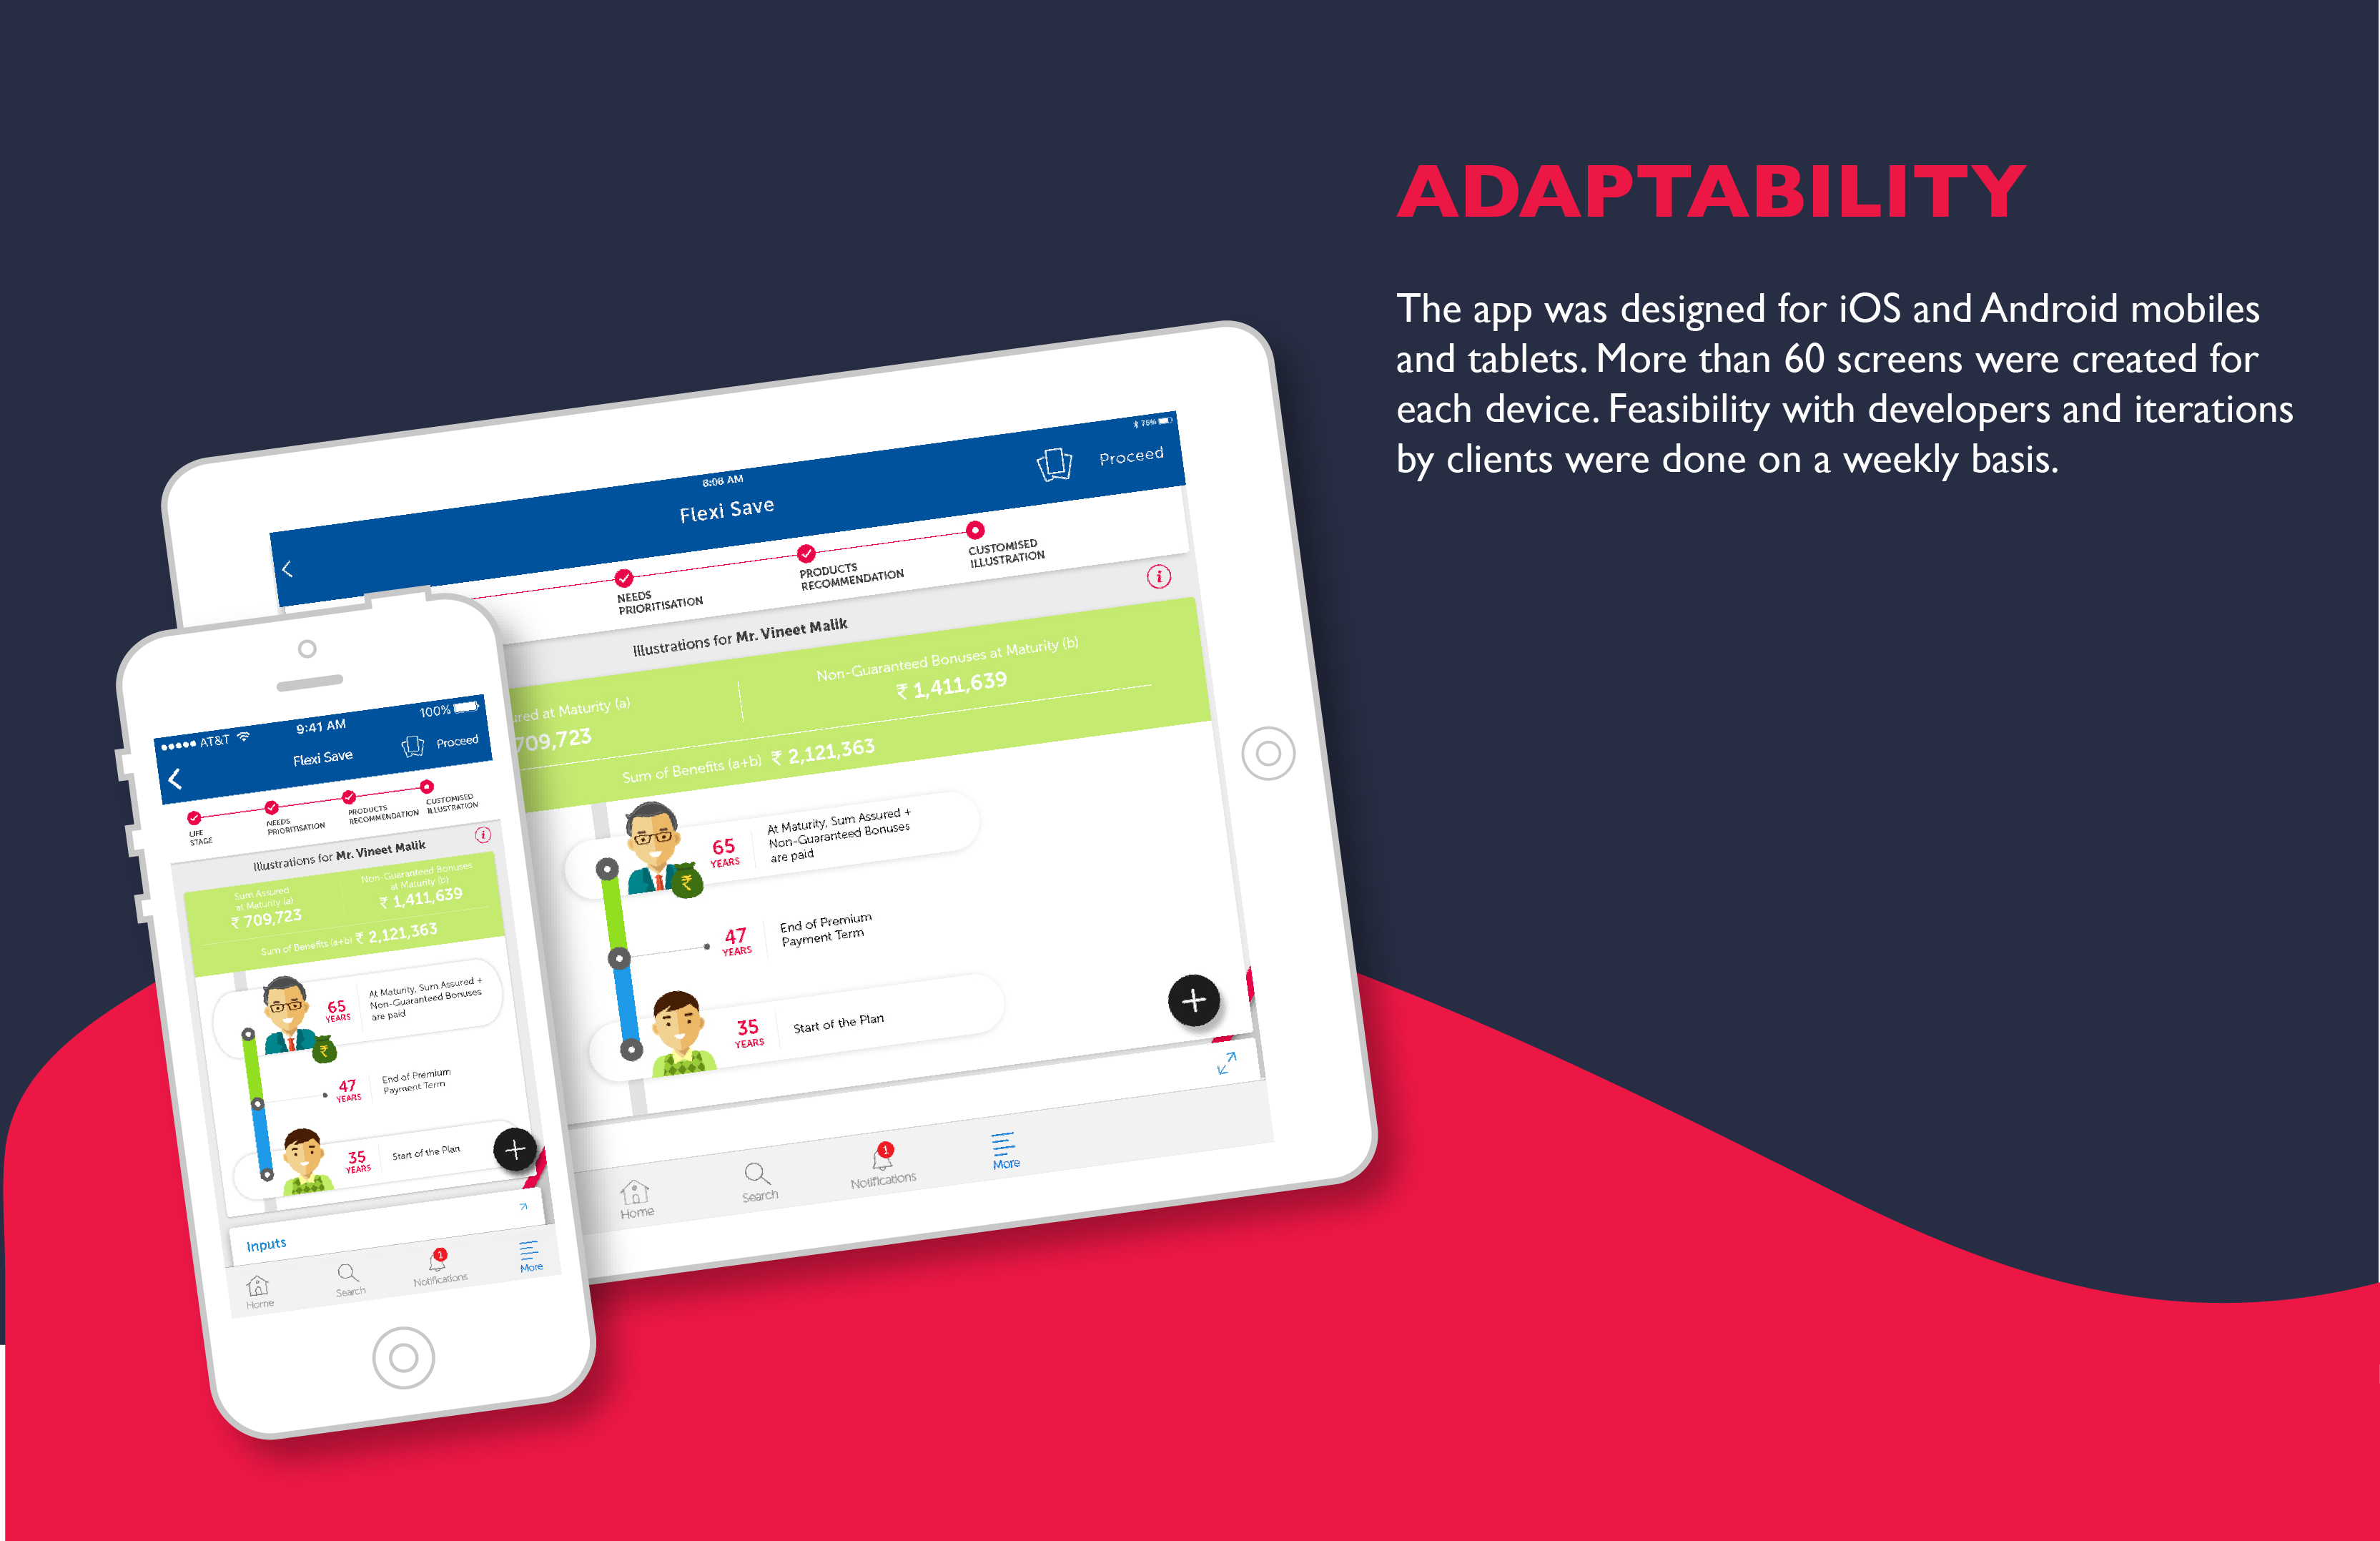 ADAPTABILITY
The app was designed for iOS and Android mobiles
and tablets. More than 60 screens were created for
each device. Feasibility with developers and iterations
by clients were done on a weekly basis.
8:08 AM
75%
Flexi Save
Proceed
NEEDS
PRIORITISATION
PRODUCTS
RECOMMENDATION
CUSTOMISED
ILLUSTRATION
i
Illustrations for Mr. Vineet Malik
ured at Maturity (a)
709,723
Non-Guaranteed Bonuses at Maturity (b)
₹ 1,411,639
Sum of Benefits (a+b) ₹ 2,121,363
65
YEARS
At Maturity, Sum Assured +
Non-Guaranteed Bonuses
are paid
₹
47
YEARS
End of Premium
Payment Term
35
YEARS
Start of the Plan
Home
Search
1
Notifications
More
AT&T
9:41 AM
100%
Flexi Save
Proceed
LIFE
STAGE
NEEDS
PRIORITISATION
PRODUCTS
RECOMMENDATION
CUSTOMISED
ILLUSTRATION
i
Illustrations for Mr. Vineet Malik
Sum Assured
at Maturity (a)
₹ 709,723
Non-Guaranteed Bonuses
at Maturity (b)
₹ 1,411,639
Sum of Benefits (a+b) ₹ 2,121,363
65
YEARS
At Maturity, Sum Assured +
Non-Guaranteed Bonuses
are paid
₹
47
YEARS
End of Premium
Payment Term
35
YEARS
Start of the Plan
Inputs
Home
Search
1
Notifications
More